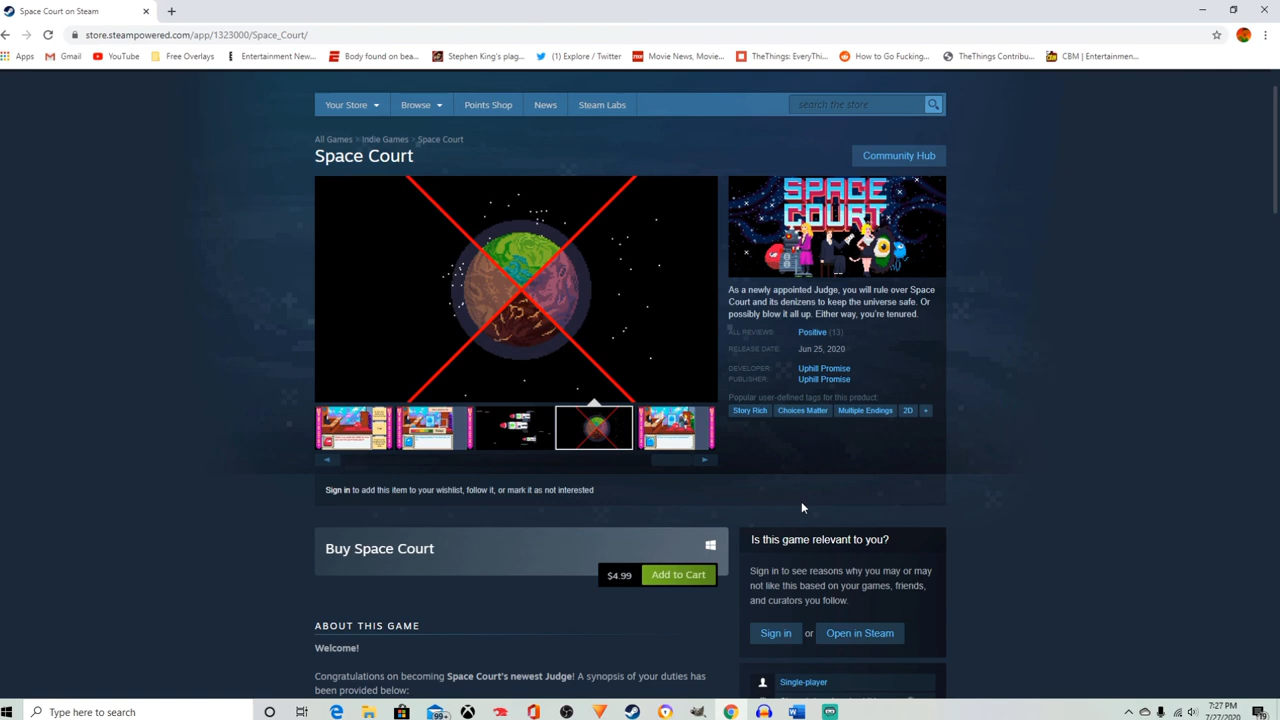 Space Court on Steam
store.steampowered.com/app/1323000/Space_Court/
Apps Gmail YouTube Free Overlays Entertainment New... Body found on bea... Stephen King's plag... (1) Explore / Twitter Movie News, Movie... TheThings: EveryThi... How to Go Fucking... TheThings Contribu... CBM | Entertainmen...
Your Store Browse Points Shop News Steam Labs search the store
All Games > Indie Games > Space Court
Space Court
Community Hub
SPACE
COURT
As a newly appointed Judge, you will rule over Space
Court and its denizens to keep the universe safe. Or
possibly blow it all up. Either way, you're tenured.
ALL REVIEWS: Positive (13)
RELEASE DATE: Jun 25, 2020
DEVELOPER: Uphill Promise
PUBLISHER: Uphill Promise
Popular user-defined tags for this product:
Story Rich Choices Matter Multiple Endings 2D +
Sign in to add this item to your wishlist, follow it, or mark it as not interested
Buy Space Court
$4.99 Add to Cart
Is this game relevant to you?
Sign in to see reasons why you may or may
not like this based on your games, friends,
and curators you follow.
Sign in or Open in Steam
ABOUT THIS GAME
Welcome!
Congratulations on becoming Space Court's newest Judge! A synopsis of your duties has
been provided below:
Single-player
Type here to search
99+
7:27 PM
7/27/2020